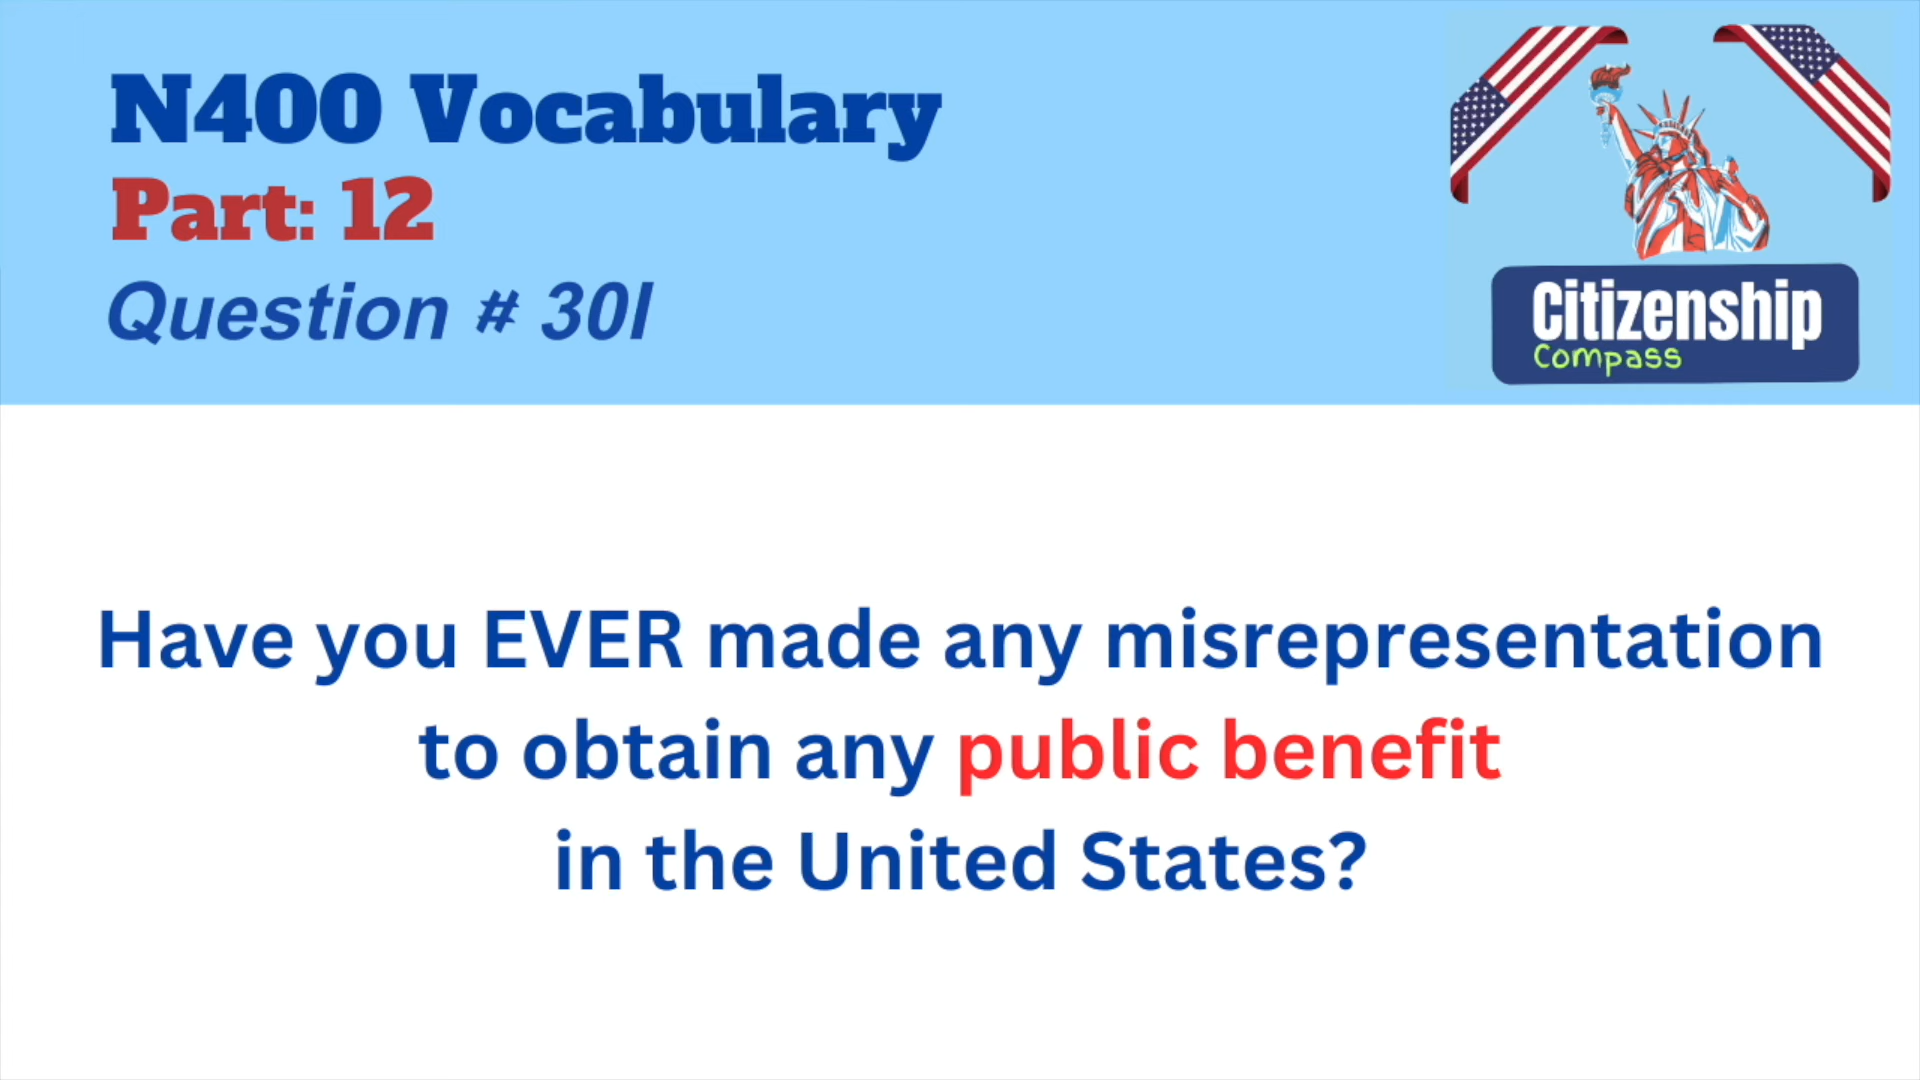 N400 Vocabulary
Part: 12
Question # 30l
Citizenship
Compass
Have you EVER made any misrepresentation
to obtain any public benefit
in the United States?